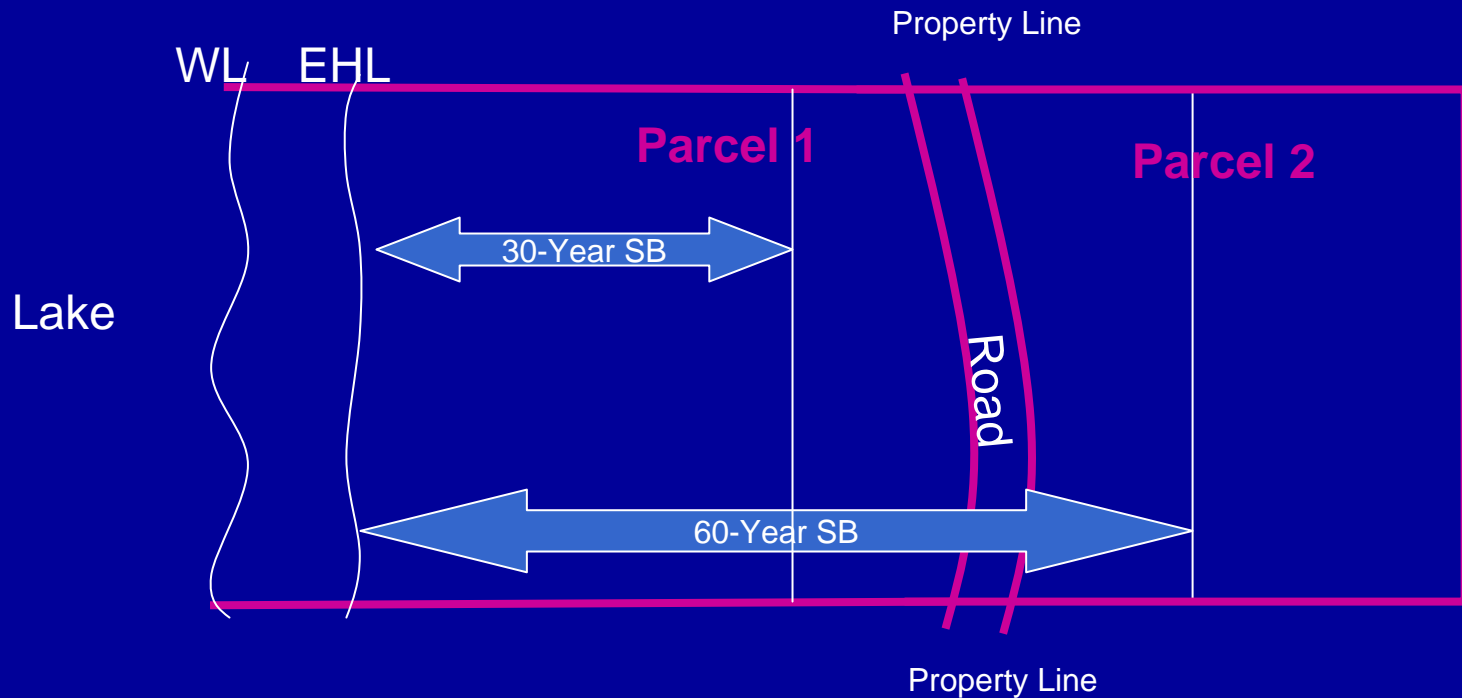 Property Line
WL EHL
Parcel 1
Parcel 2
30-Year SB
Lake
Road
60-Year SB
Property Line